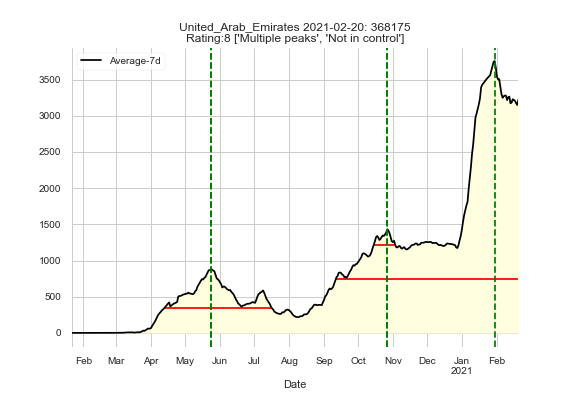 United_Arab_Emirates 2021-02-20: 368175
Rating:8 ['Multiple peaks', 'Not in control']
Average-7d
3500
3000
2500
2000
1500
1000
500
0
Feb Mar Apr May Jun Jul Aug Sep Oct Nov Dec Jan Feb
2021
Date